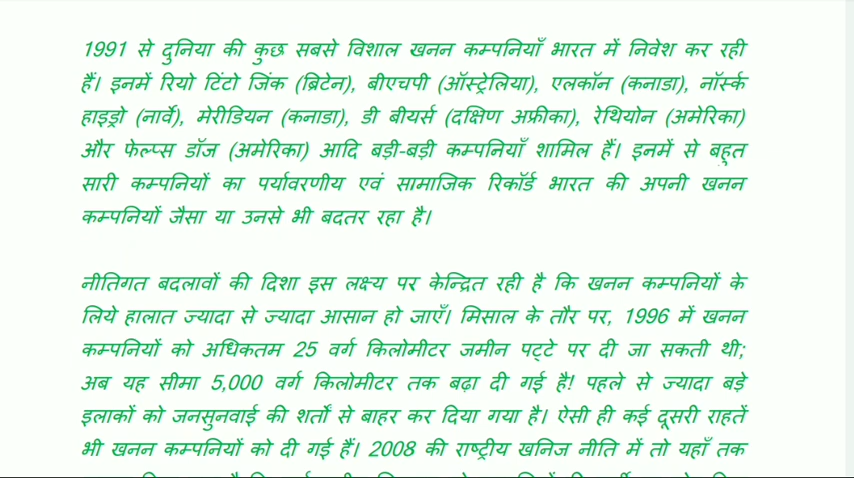 1991 से दुनिया की कुछ सबसे विशाल खनन कम्पनियाँ भारत में निवेश कर रही
हैं। इनमें रियो टिंटो जिंक (ब्रिटेन), बीएचपी (ऑस्ट्रेलिया), एलकॉन (कनाडा), नॉर्स्क
हाइड्रो (नार्वे), मेरीडियन (कनाडा), डी बीयर्स (दक्षिण अफ्रीका), रेथियोन (अमेरिका)
और फेल्प्स डॉज (अमेरिका) आदि बड़ी-बड़ी कम्पनियाँ शामिल हैं। इनमें से बहुत
सारी कम्पनियों का पर्यावरणीय एवं सामाजिक रिकॉर्ड भारत की अपनी खनन
कम्पनियों जैसा या उनसे भी बदतर रहा है।
नीतिगत बदलावों की दिशा इस लक्ष्य पर केन्द्रित रही है कि खनन कम्पनियों के
लिये हालात ज्यादा से ज्यादा आसान हो जाएँ। मिसाल के तौर पर, 1996 में खनन
कम्पनियों को अधिकतम 25 वर्ग किलोमीटर जमीन पट्टे पर दी जा सकती थी;
अब यह सीमा 5,000 वर्ग किलोमीटर तक बढ़ा दी गई है! पहले से ज्यादा बड़े
इलाकों को जनसुनवाई की शर्तों से बाहर कर दिया गया है। ऐसी ही कई दूसरी राहतें
भी खनन कम्पनियों को दी गई हैं। 2008 की राष्ट्रीय खनिज नीति में तो यहाँ तक